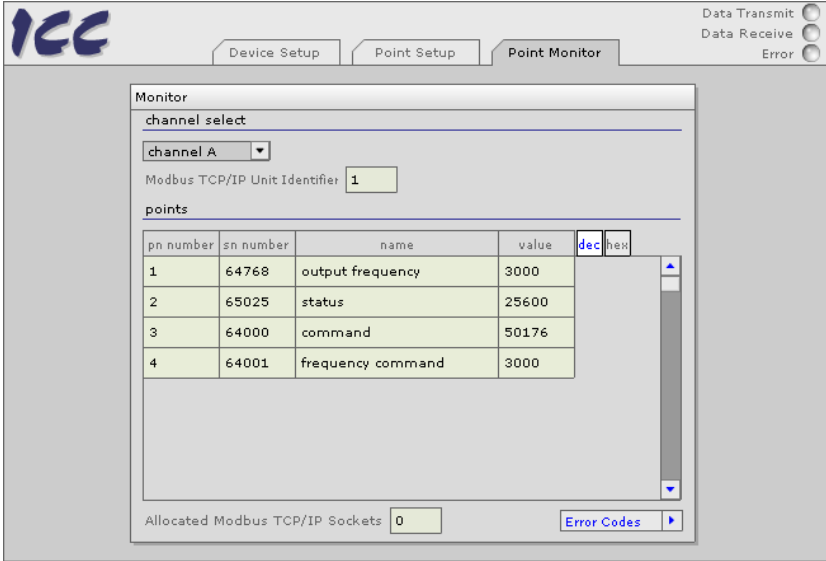 ICC
Data Transmit
Data Receive
Error
Device Setup
Point Setup
Point Monitor
Monitor
channel select
channel A
Modbus TCP/IP Unit Identifier 1
points
pn number sn number name value dec hex
1 64768 output frequency 3000
2 65025 status 25600
3 64000 command 50176
4 64001 frequency command 3000
Allocated Modbus TCP/IP Sockets 0
Error Codes